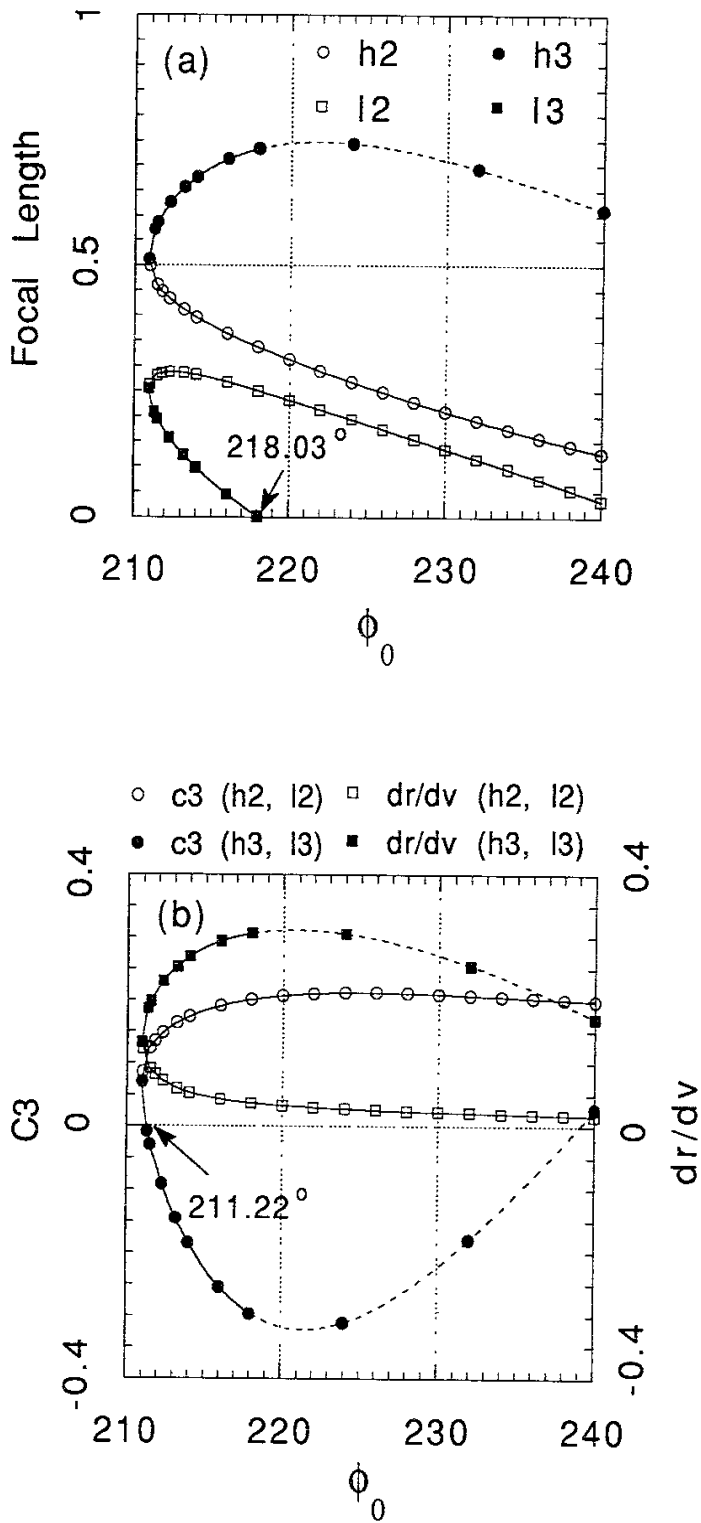 1
(a)
○ h2 ● h3
□ l2 ■ l3
Focal Length
0.5
218.03°
0
210 220 230 240
ϕ₀
○ c3 (h2, l2) □ dr/dv (h2, l2)
● c3 (h3, l3) ■ dr/dv (h3, l3)
0.4 0.4
(b)
C3
0 0
dr/dv
211.22°
-0.4 -0.4
210 220 230 240
ϕ₀